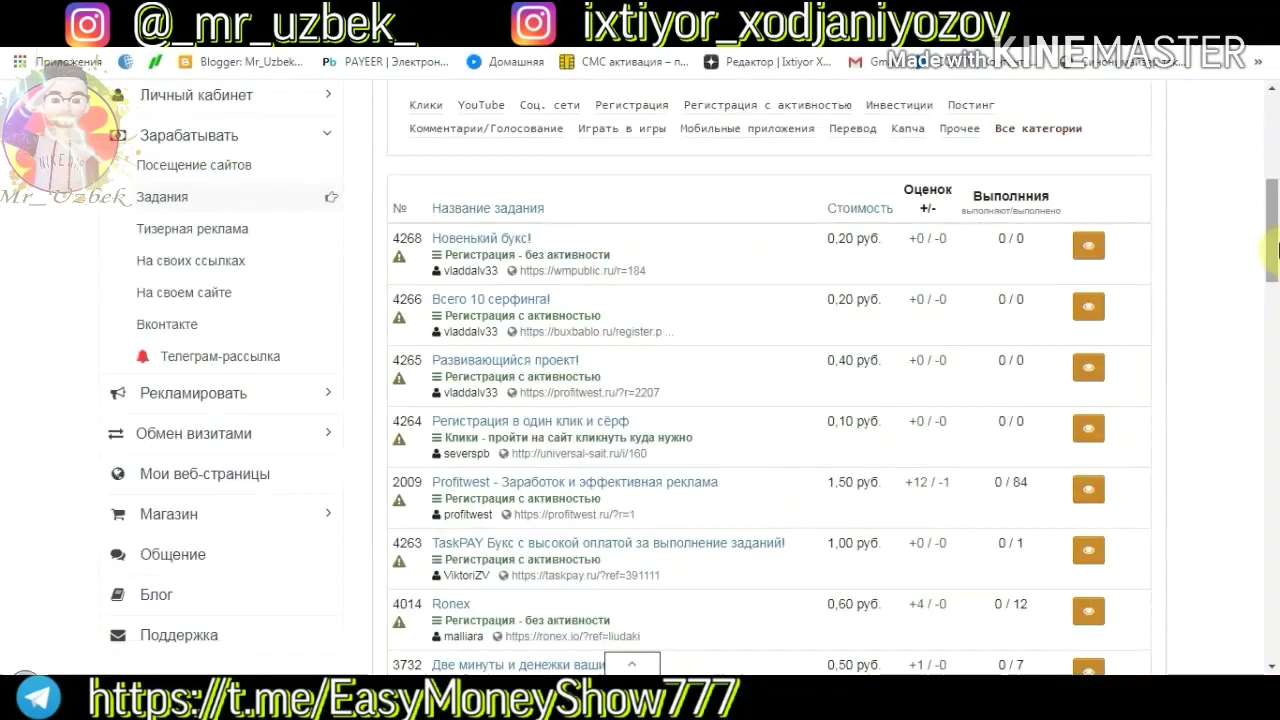 @_mr_uzbek_ ixtiyor_xodjaniyozov
Made with KINEMASTER
Приложения Blogger: Mr_Uzbek... PAYEER | Электрон... Домашняя СМС активация – п... Редактор | Ixtiyor X... »
Личный кабинет
Зарабатывать
Посещение сайтов
Задания
Тизерная реклама
На своих ссылках
На своем сайте
Вконтакте
Телеграм-рассылка
Рекламировать
Обмен визитами
Мои веб-страницы
Магазин
Общение
Блог
Поддержка
Mr_Uzbek
Клики YouTube Соц. сети Регистрация Регистрация с активностью Инвестиции Постинг
Комментарии/Голосование Играть в игры Мобильные приложения Перевод Капча Прочее Все категории
№ Название задания Стоимость Оценок +/- Выполнния выполняют/выполнено
4268 Новенький букс! 0,20 руб. +0 / -0 0 / 0
Регистрация - без активности
vladdalv33 https://wmpublic.ru/r=184
4266 Всего 10 серфинга! 0,20 руб. +0 / -0 0 / 0
Регистрация с активностью
vladdalv33 https://buxbablo.ru/register.p ...
4265 Развивающийся проект! 0,40 руб. +0 / -0 0 / 0
Регистрация с активностью
vladdalv33 https://profitwest.ru/?r=2207
4264 Регистрация в один клик и сёрф 0,10 руб. +0 / -0 0 / 0
Клики - пройти на сайт кликнуть куда нужно
severspb http://universal-sait.ru/i/160
2009 Profitwest - Заработок и эффективная реклама 1,50 руб. +12 / -1 0 / 84
Регистрация с активностью
profitwest https://profitwest.ru/?r=1
4263 TaskPAY Букс с высокой оплатой за выполнение заданий! 1,00 руб. +0 / -0 0 / 1
Регистрация с активностью
ViktoriZV https://taskpay.ru/?ref=391111
4014 Ronex 0,60 руб. +4 / -0 0 / 12
Регистрация - без активности
malliara https://ronex.io/?ref=liudaki
3732 Две минуты и денежки ваши 0,50 руб. +1 / -0 0 / 7
https://t.me/EasyMoneyShow777